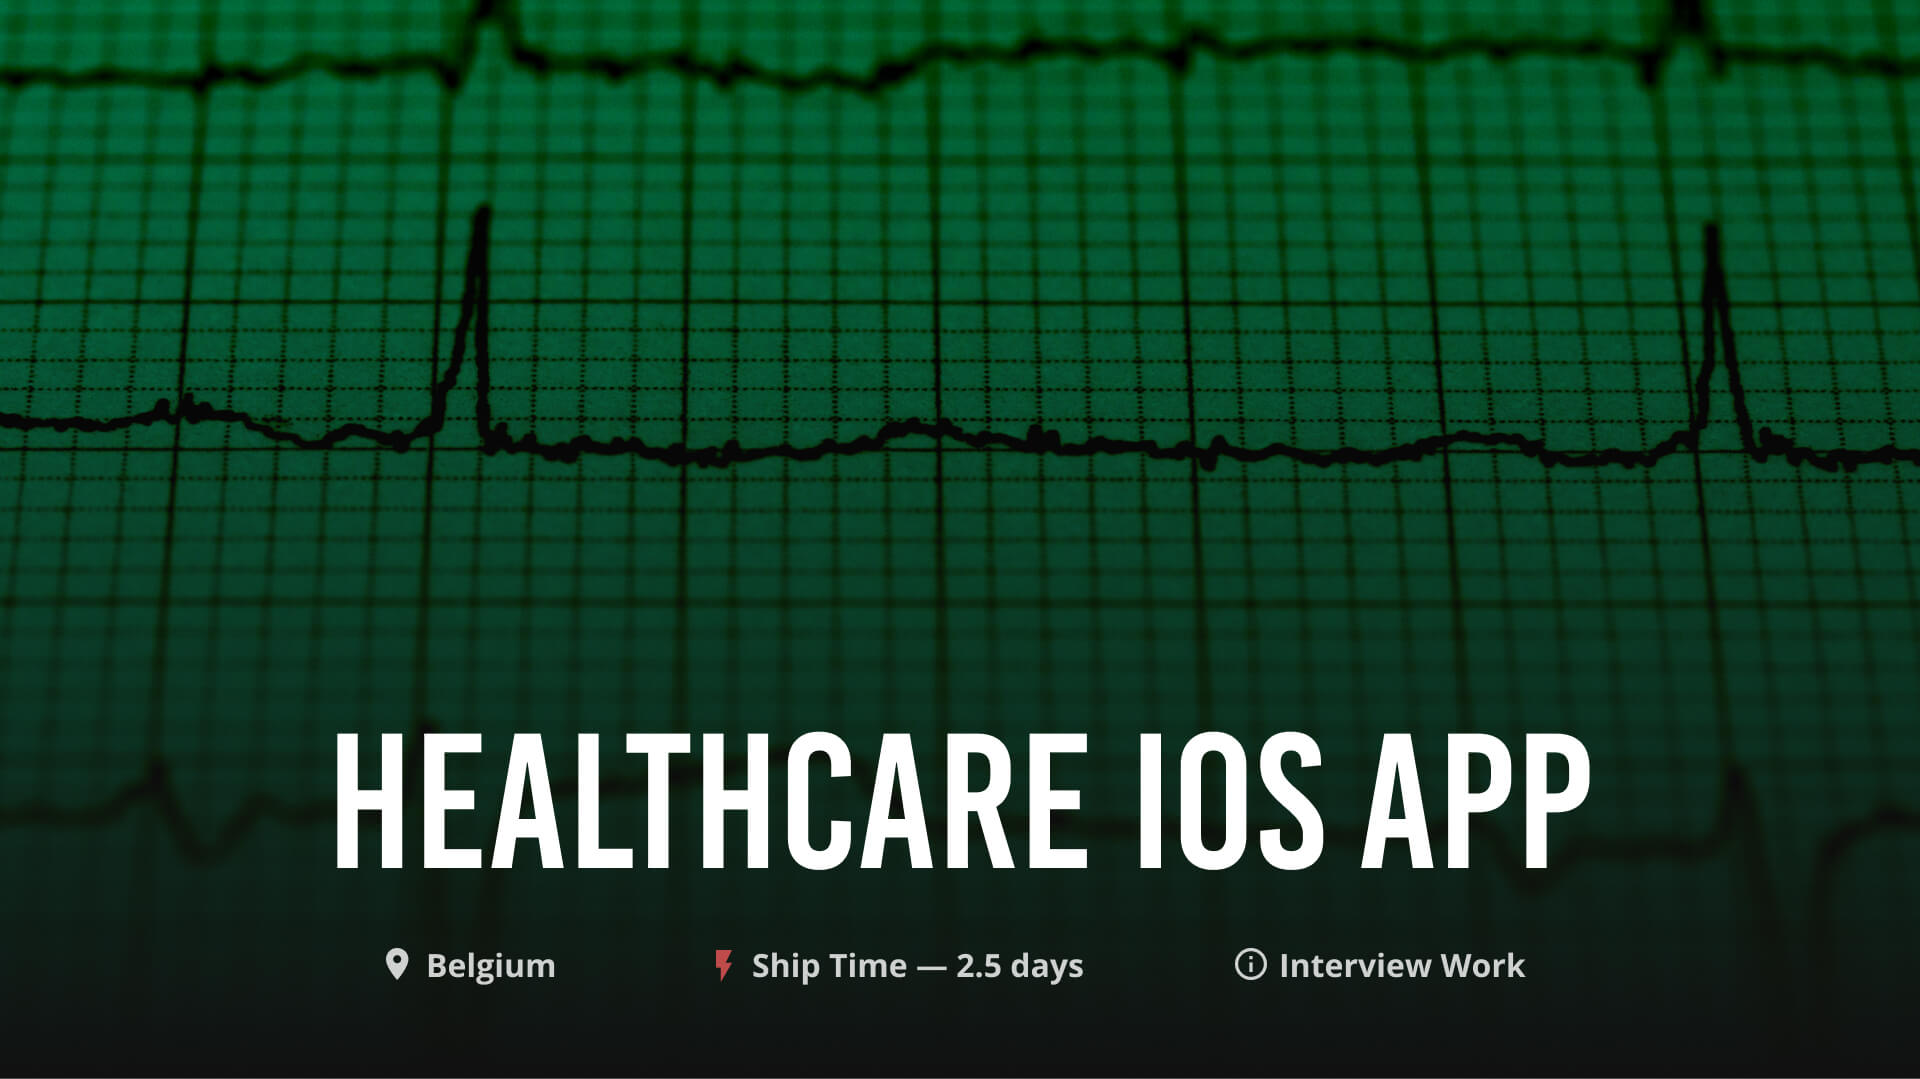 HEALTHCARE IOS APP
Belgium
Ship Time — 2.5 days
Interview Work